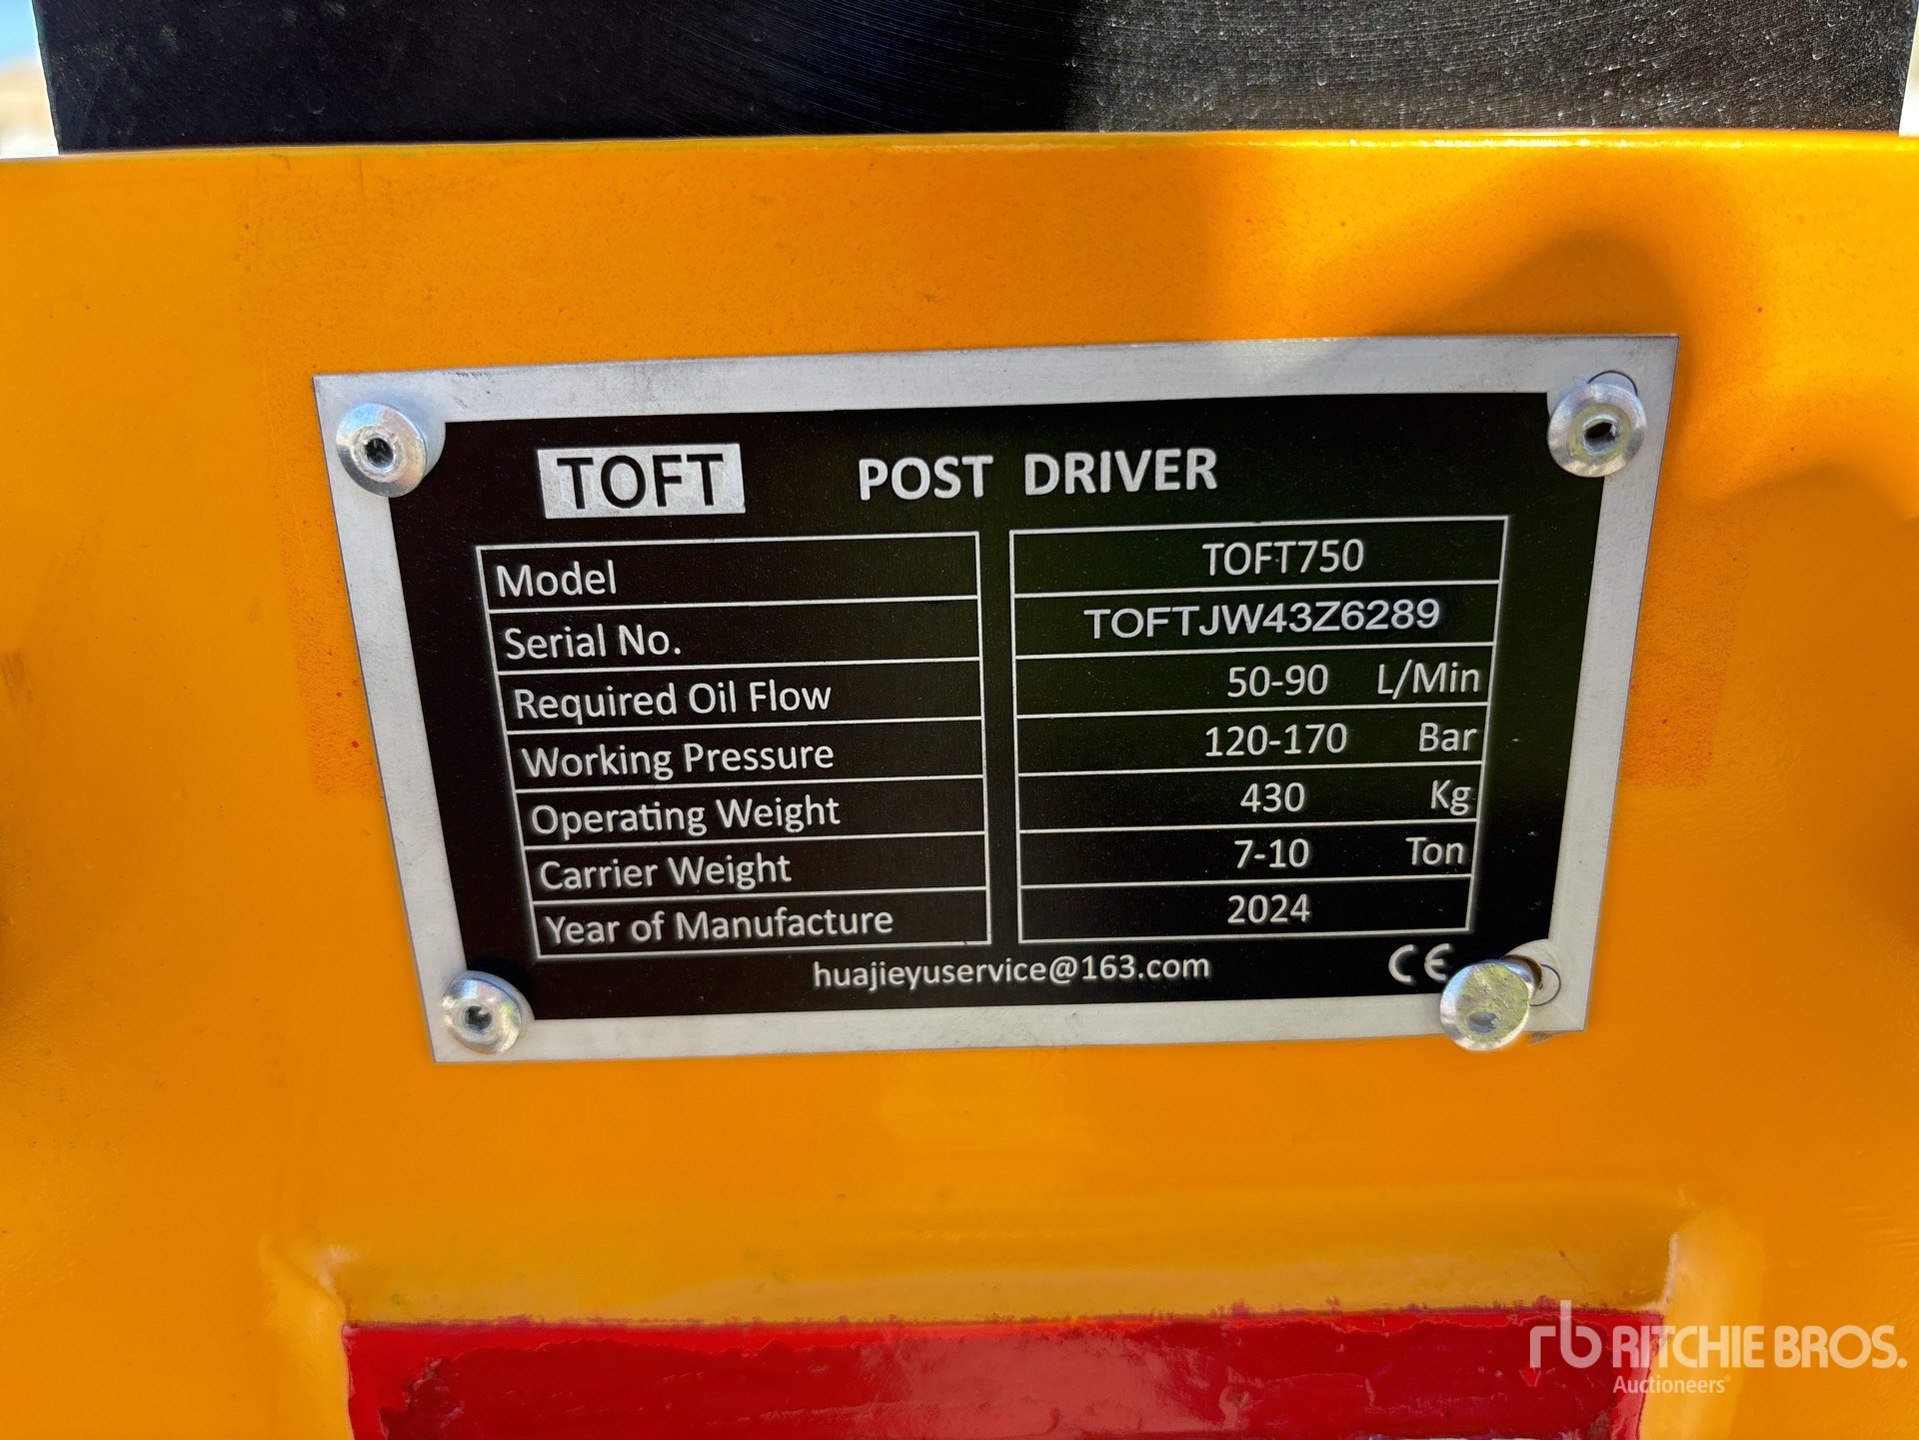 TOFT POST DRIVER
Model TOFT750
Serial No. TOFTJW43Z6289
Required Oil Flow 50-90 L/Min
Working Pressure 120-170 Bar
Operating Weight 430 Kg
Carrier Weight 7-10 Ton
Year of Manufacture 2024
huajieyuservice@163.com CE
rb RITCHIE BROS.
Auctioneers